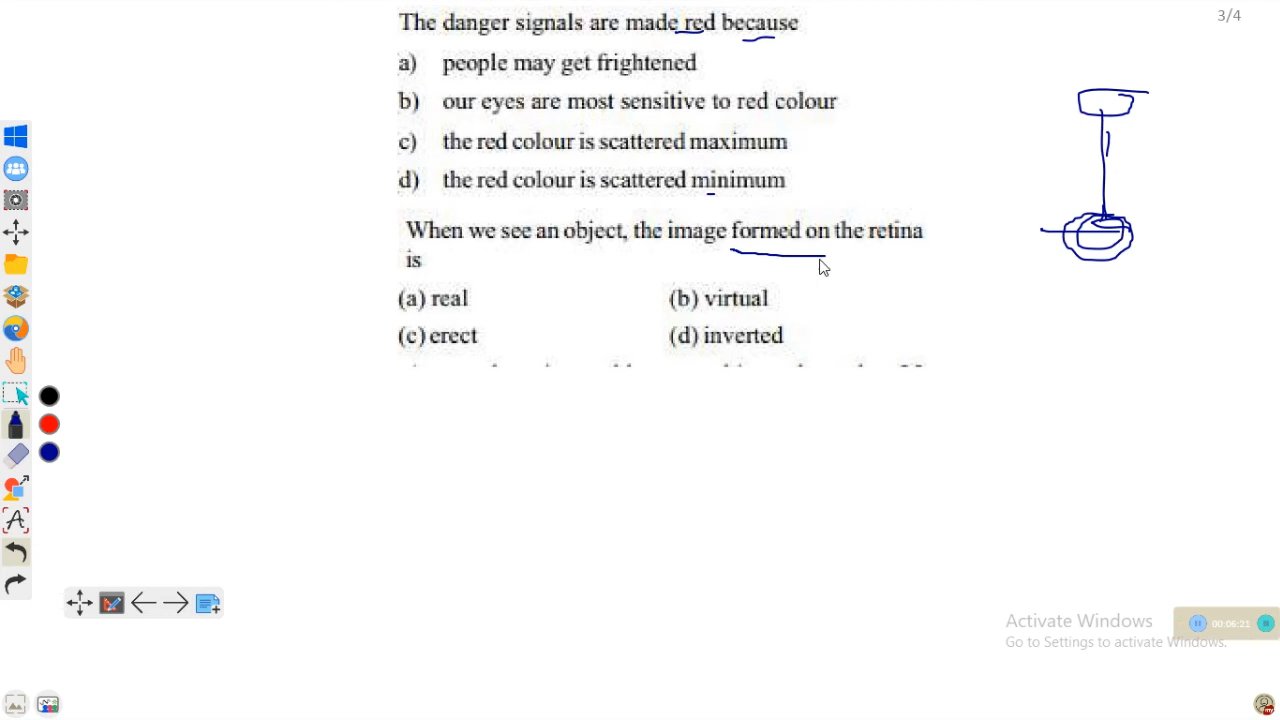 3/4
The danger signals are made red because
a) people may get frightened
b) our eyes are most sensitive to red colour
c) the red colour is scattered maximum
d) the red colour is scattered minimum
When we see an object, the image formed on the retina
is
(a) real (b) virtual
(c) erect (d) inverted
Activate Windows
Go to Settings to activate Windows.
00:06:21